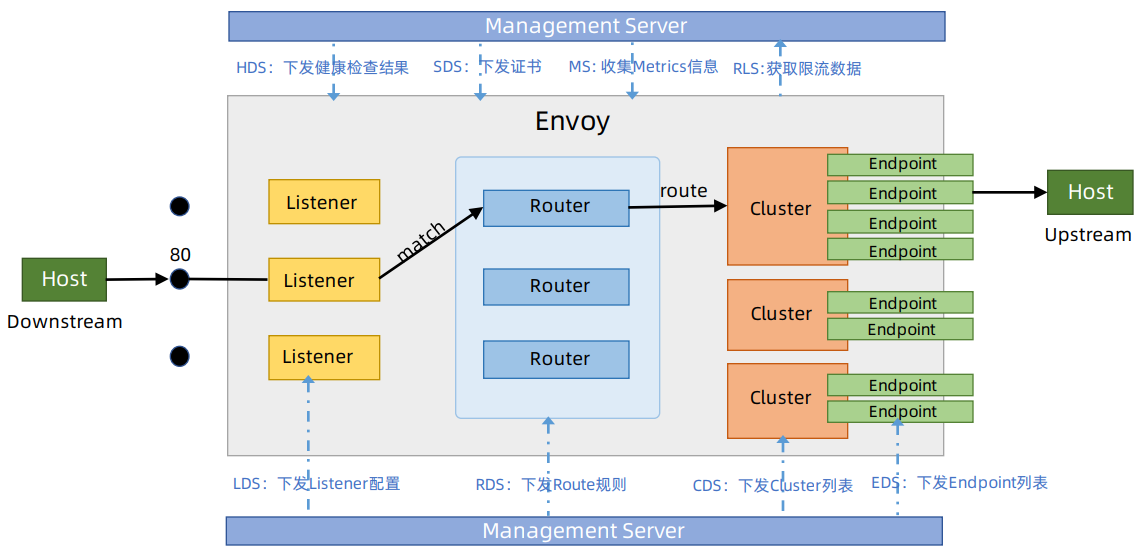 Management Server
HDS：下发健康检查结果
SDS：下发证书
MS: 收集Metrics信息
RLS:获取限流数据
Envoy
Host
Downstream
80
Listener
Listener
Listener
match
Router
Router
Router
route
Cluster
Endpoint
Endpoint
Endpoint
Endpoint
Cluster
Endpoint
Endpoint
Cluster
Endpoint
Endpoint
Host
Upstream
LDS：下发Listener配置
RDS：下发Route规则
CDS：下发Cluster列表
EDS：下发Endpoint列表
Management Server